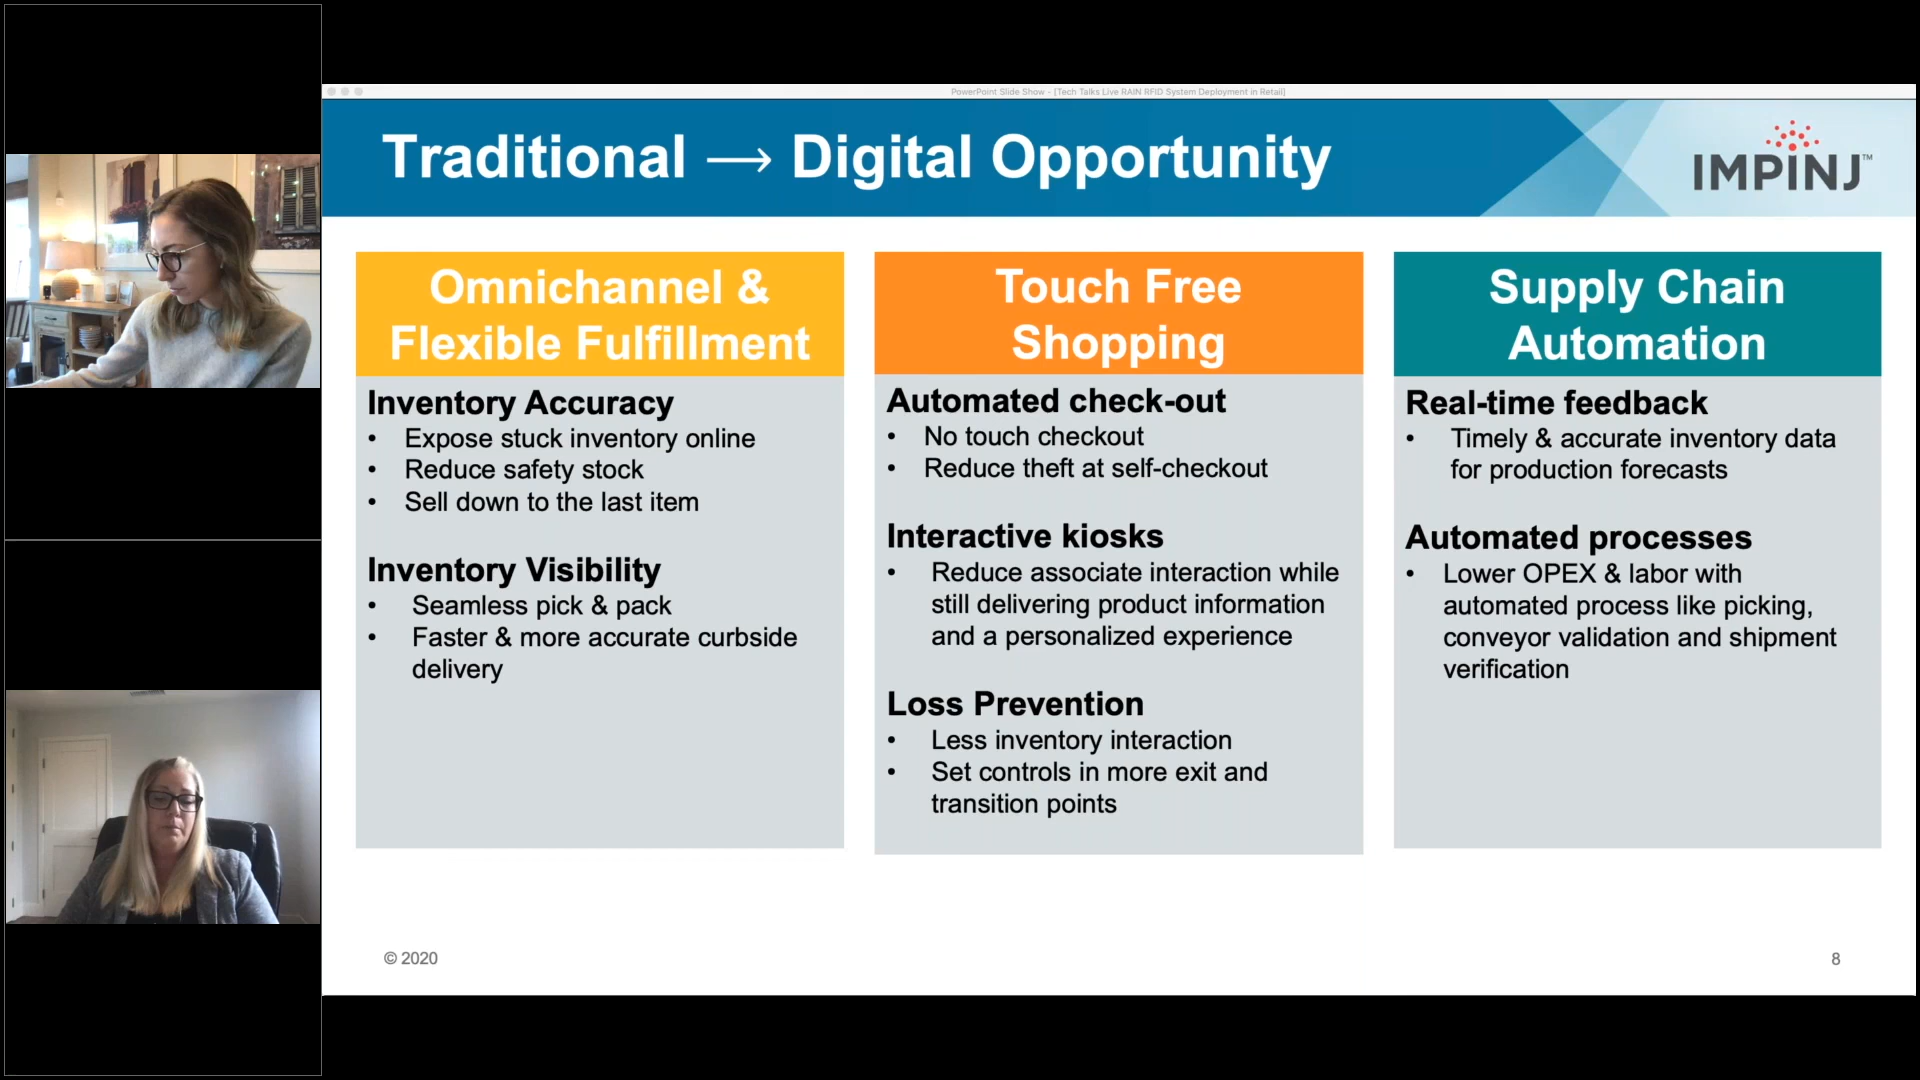 PowerPoint Slide Show - [Tech Talks Live RAIN RFID System Deployment in Retail]
Traditional → Digital Opportunity
IMPINJ™
Omnichannel &
Flexible Fulfillment
Inventory Accuracy
• Expose stuck inventory online
• Reduce safety stock
• Sell down to the last item
Inventory Visibility
• Seamless pick & pack
• Faster & more accurate curbside
delivery
Touch Free
Shopping
Automated check-out
• No touch checkout
• Reduce theft at self-checkout
Interactive kiosks
• Reduce associate interaction while
still delivering product information
and a personalized experience
Loss Prevention
• Less inventory interaction
• Set controls in more exit and
transition points
Supply Chain
Automation
Real-time feedback
• Timely & accurate inventory data
for production forecasts
Automated processes
• Lower OPEX & labor with
automated process like picking,
conveyor validation and shipment
verification
© 2020
8